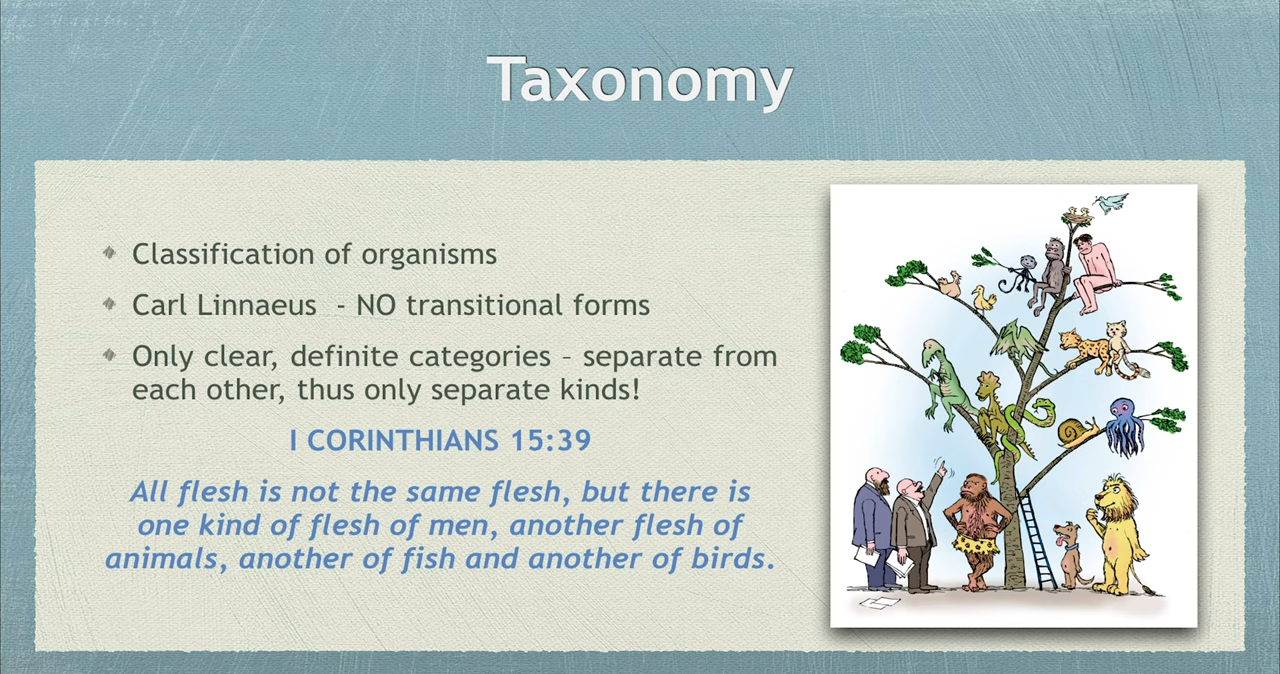 Taxonomy
Classification of organisms
Carl Linnaeus - NO transitional forms
Only clear, definite categories – separate from
each other, thus only separate kinds!
I CORINTHIANS 15:39
All flesh is not the same flesh, but there is
one kind of flesh of men, another flesh of
animals, another of fish and another of birds.